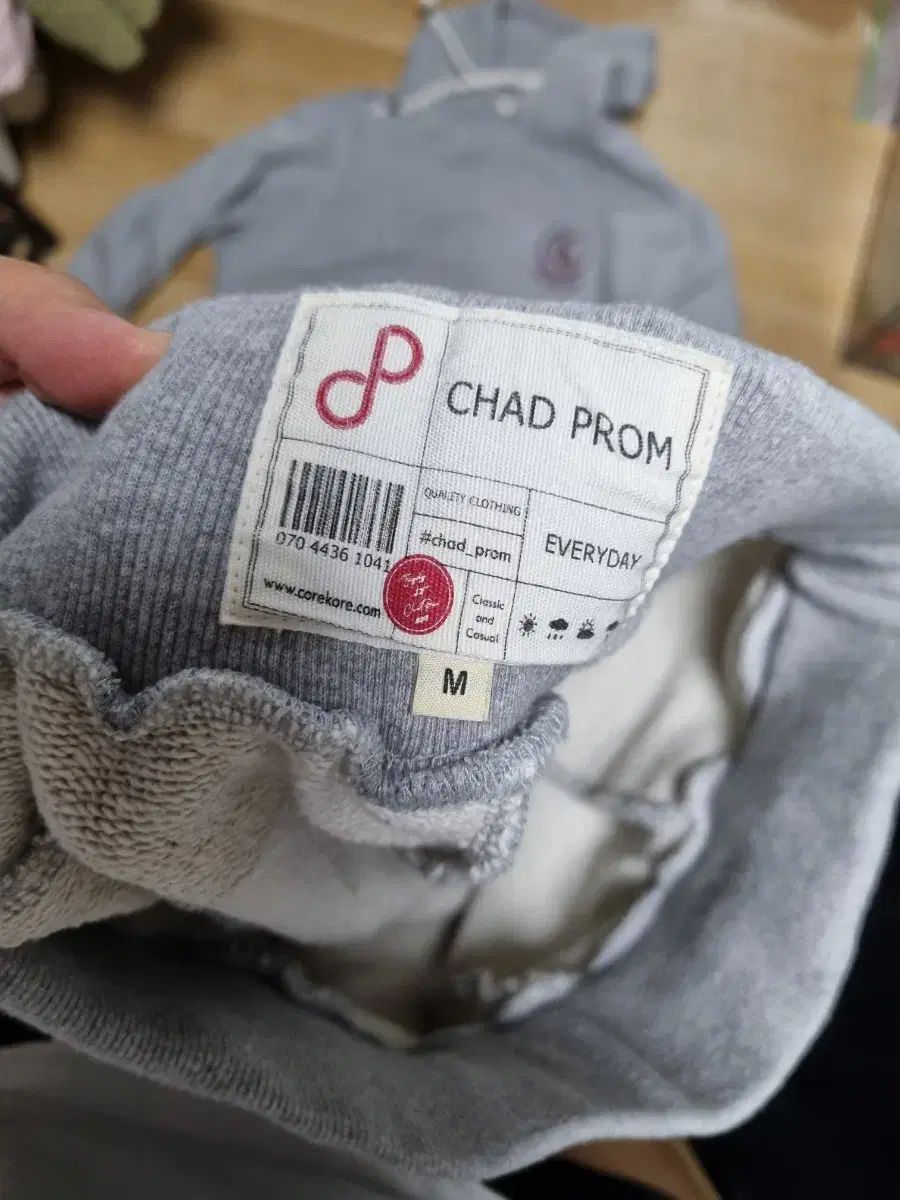 CHAD PROM
QUALITY CLOTHING
#chad_prom
EVERYDAY
070 4436 1041
www.corekore.com
Classic
and
Casual
M